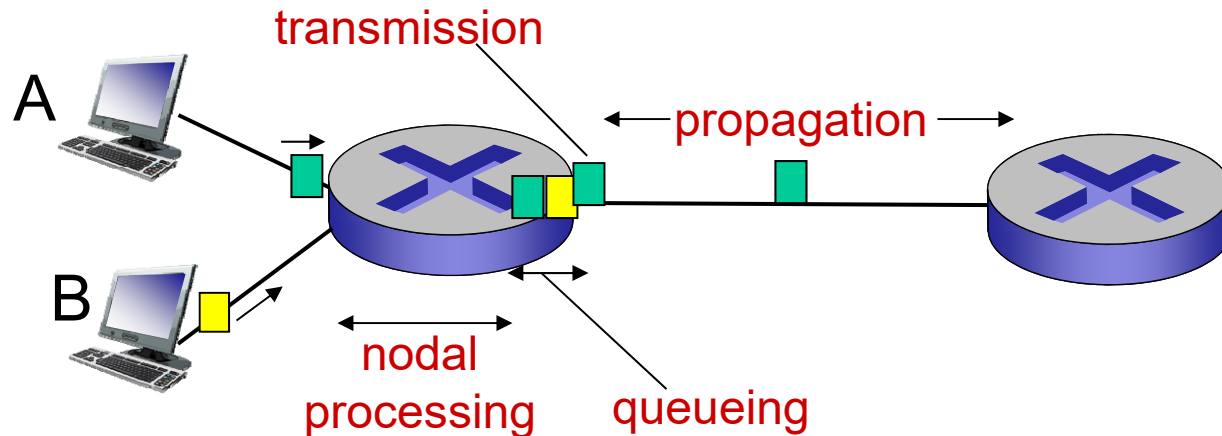 transmission
A
propagation
B
nodal
processing
queueing